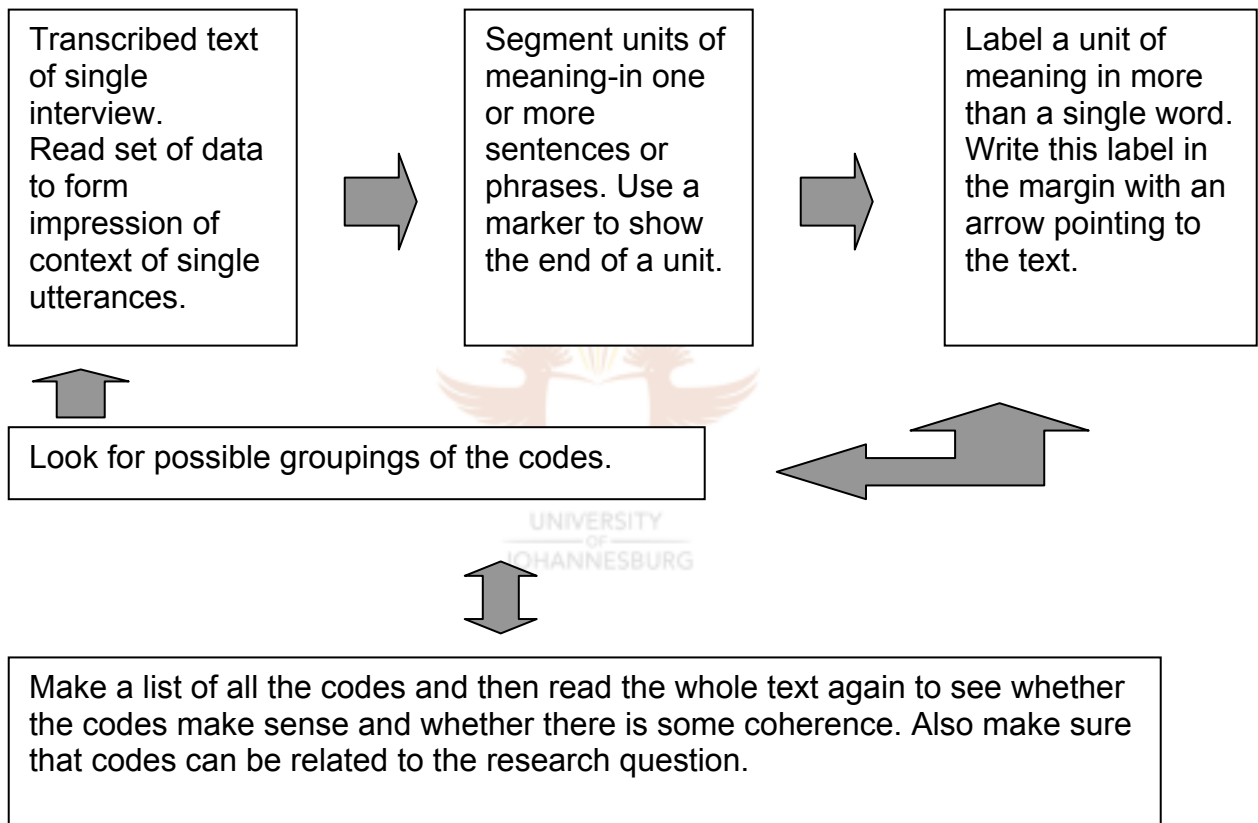 Transcribed text
of single
interview.
Read set of data
to form
impression of
context of single
utterances.
Segment units of
meaning-in one
or more
sentences or
phrases. Use a
marker to show
the end of a unit.
Label a unit of
meaning in more
than a single word.
Write this label in
the margin with an
arrow pointing to
the text.
Look for possible groupings of the codes.
UNIVERSITY
OF
JOHANNESBURG
Make a list of all the codes and then read the whole text again to see whether
the codes make sense and whether there is some coherence. Also make sure
that codes can be related to the research question.